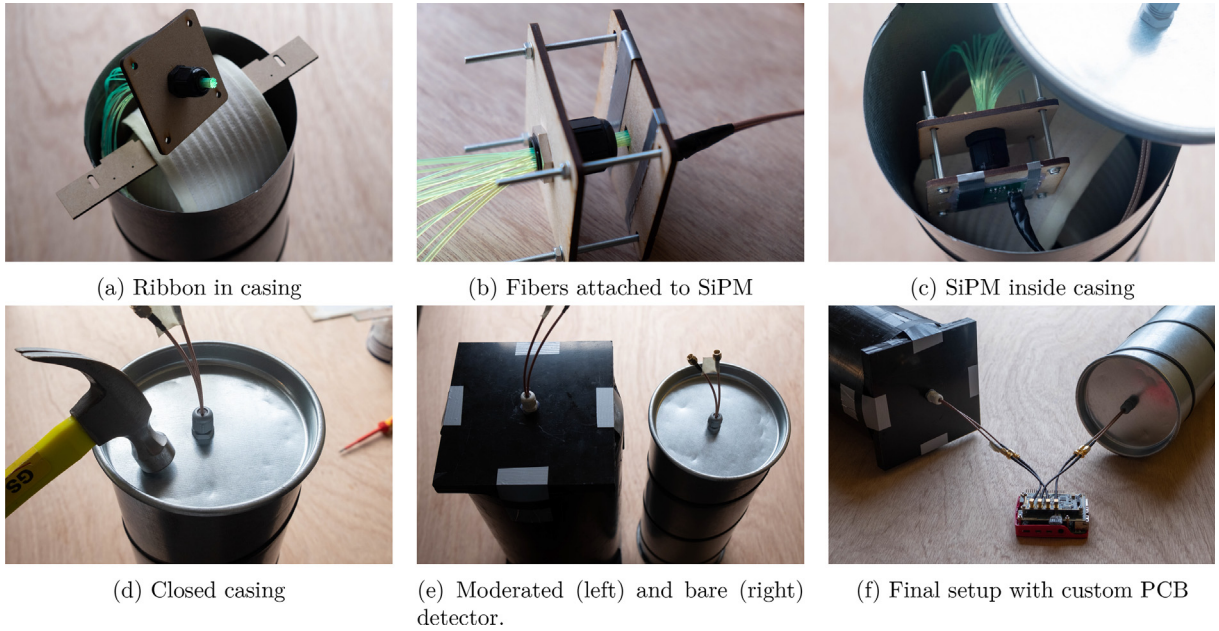 (a) Ribbon in casing
(b) Fibers attached to SiPM
(c) SiPM inside casing
GS
(d) Closed casing
(e) Moderated (left) and bare (right)
detector.
(f) Final setup with custom PCB